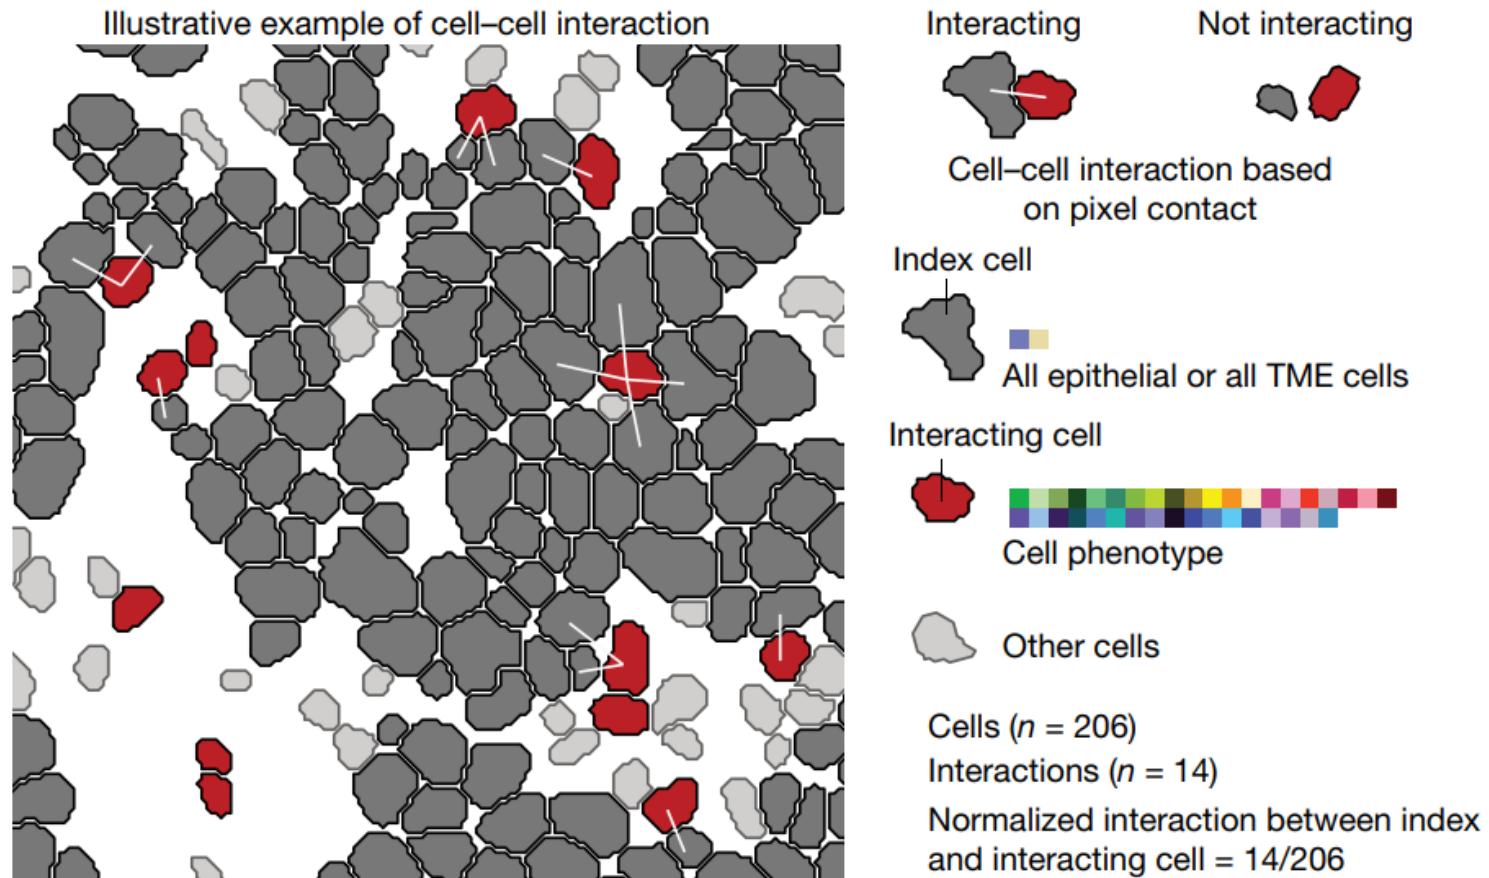 Illustrative example of cell–cell interaction
Interacting
Not interacting
Cell–cell interaction based
on pixel contact
Index cell
All epithelial or all TME cells
Interacting cell
Cell phenotype
Other cells
Cells (n = 206)
Interactions (n = 14)
Normalized interaction between index
and interacting cell = 14/206